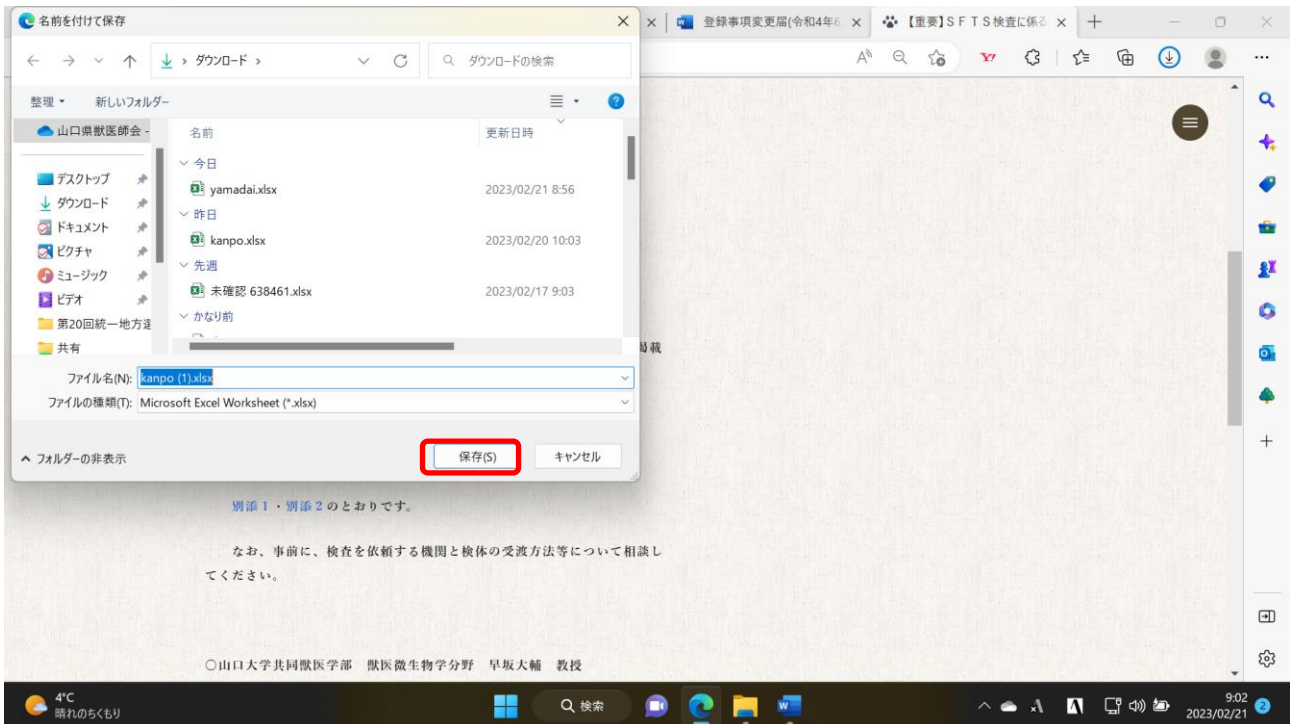 名前を付けて保存
登録事項変更届(令和4年6
【重要】ＳＦＴＳ検査に係る
ダウンロード
ダウンロードの検索
整理
新しいフォルダー
山口県獣医師会 -
名前
更新日時
今日
デスクトップ
yamadai.xlsx
2023/02/21 8:56
ダウンロード
昨日
ドキュメント
kanpo.xlsx
2023/02/20 10:03
ピクチャ
先週
ミュージック
未確認 638461.xlsx
2023/02/17 9:03
ビデオ
かなり前
第20回統一地方選
共有
掲載
ファイル名(N):
kanpo (1).xlsx
ファイルの種類(T):
Microsoft Excel Worksheet (*.xlsx)
フォルダーの非表示
保存(S)
キャンセル
別添１・別添２のとおりです。
なお、事前に、検査を依頼する機関と検体の受渡方法等について相談し
てください。
○山口大学共同獣医学部　獣医微生物学分野　早坂大輔　教授
4°C
晴れのちくもり
検索
A
9:02
2023/02/21
2